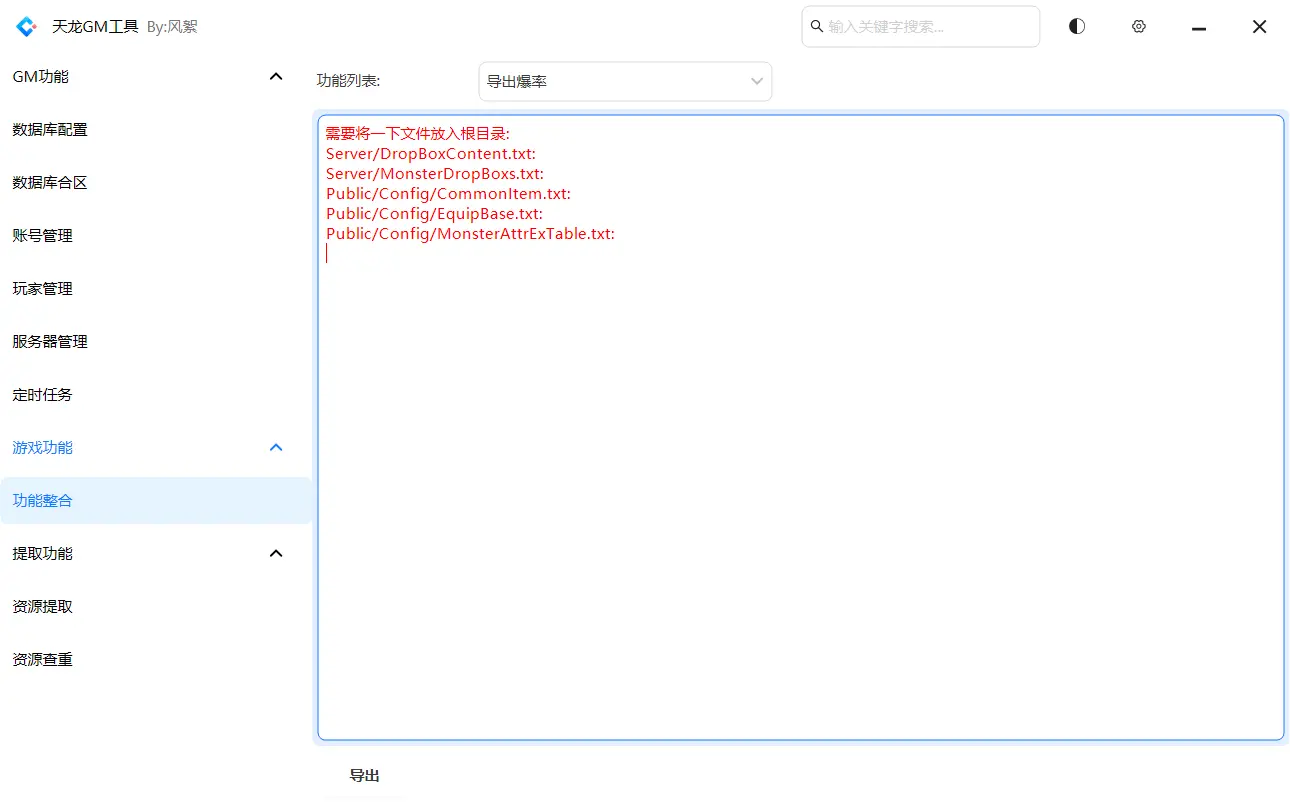 天龙GM工具 By:风絮
输入关键字搜索...
GM功能
数据库配置
数据库合区
账号管理
玩家管理
服务器管理
定时任务
游戏功能
功能整合
提取功能
资源提取
资源查重
功能列表:
导出爆率
需要将一下文件放入根目录:
Server/DropBoxContent.txt:
Server/MonsterDropBoxs.txt:
Public/Config/CommonItem.txt:
Public/Config/EquipBase.txt:
Public/Config/MonsterAttrExTable.txt:
导出